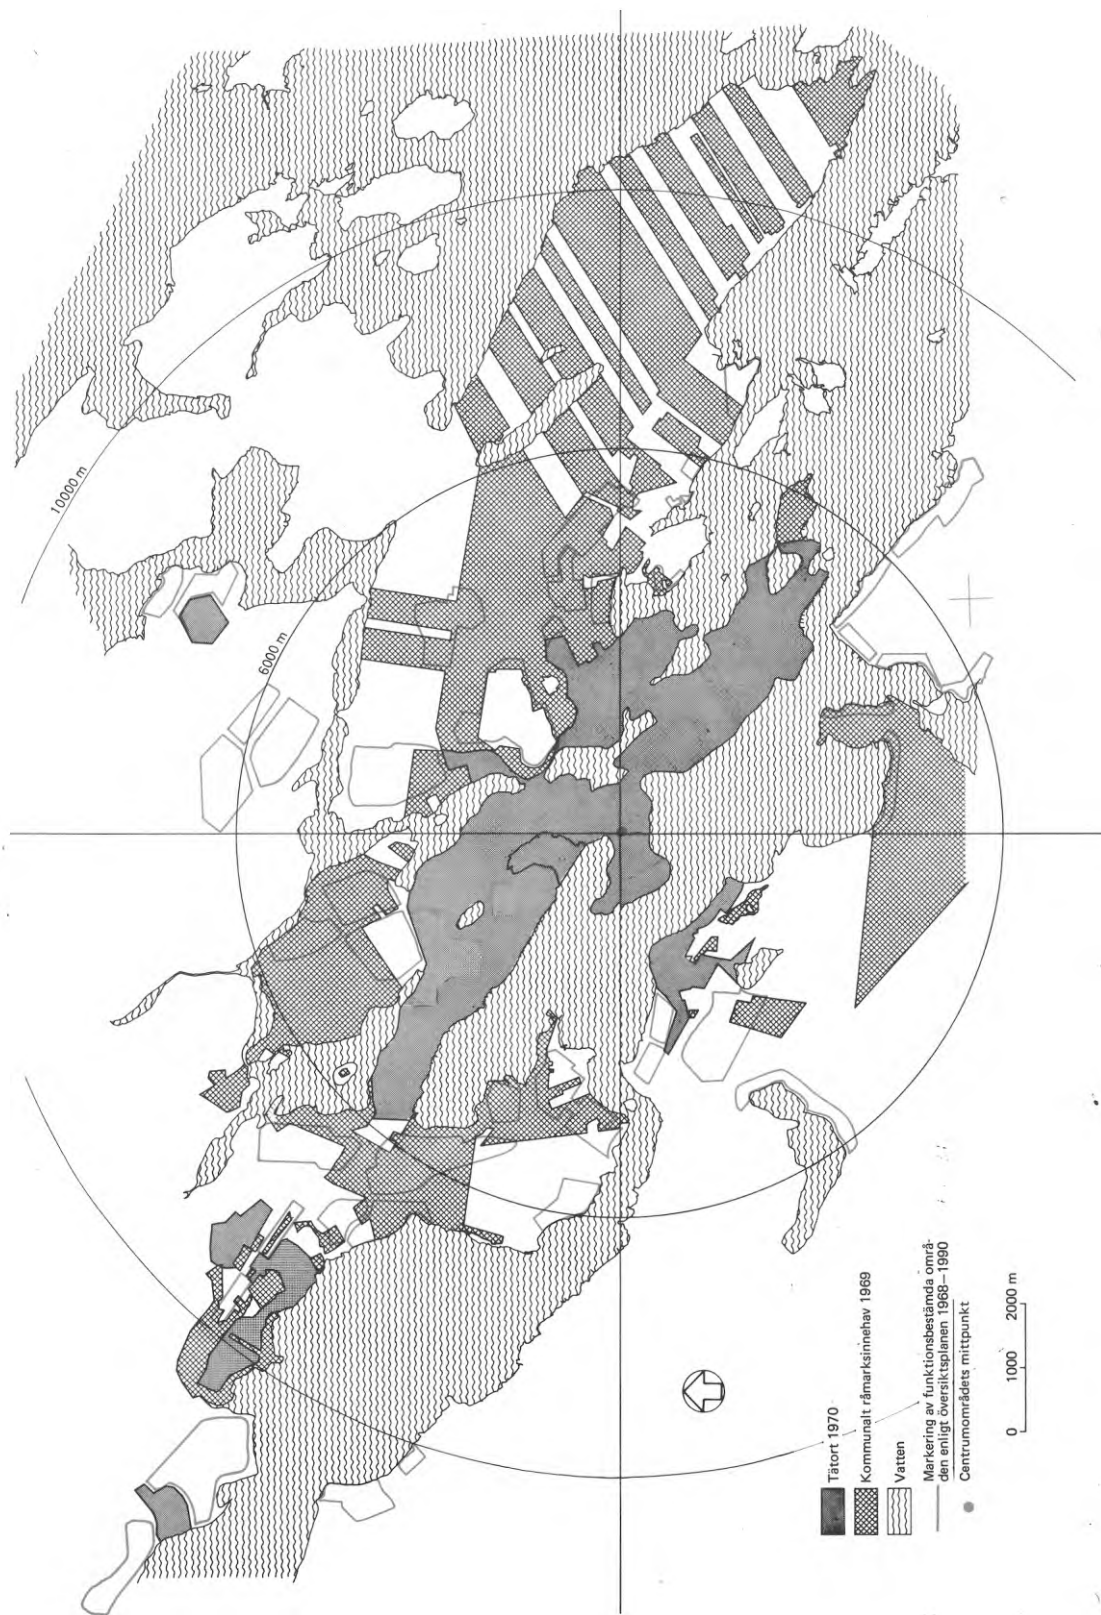 10000 m
6000 m
Tätort 1970
Kommunalt råmarksinnehav 1969
Vatten
Markering av funktionsbestämda områ-
den enligt översiktsplanen 1968—1990
Centrumområdets mittpunkt
0 1000 2000 m